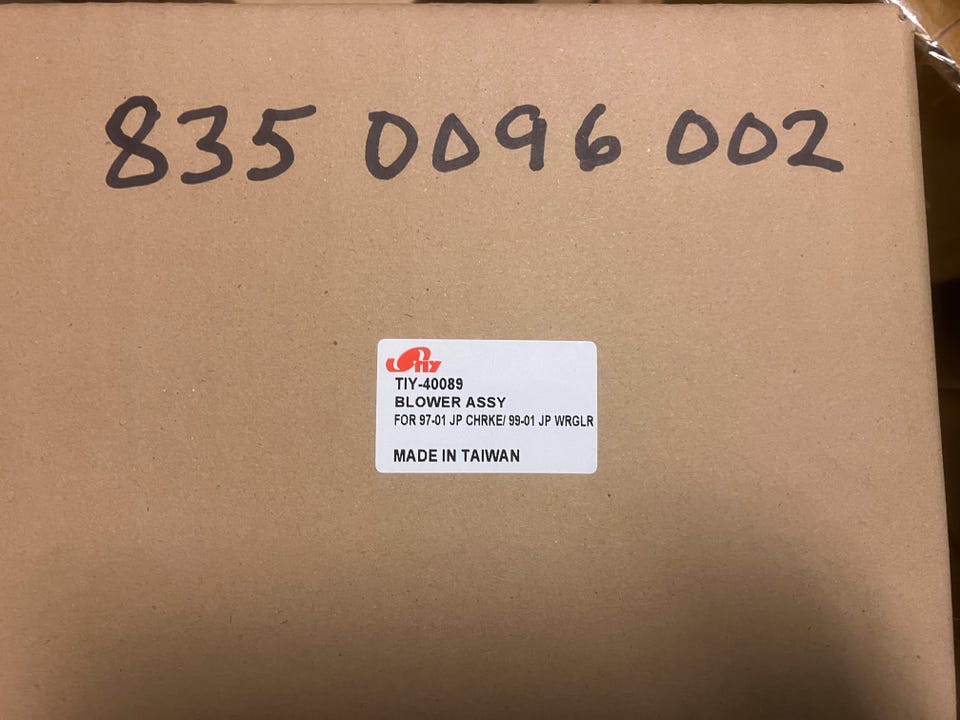 835 0096 002
TIY
TIY-40089
BLOWER ASSY
FOR 97-01 JP CHRKE/ 99-01 JP WRGLR
MADE IN TAIWAN